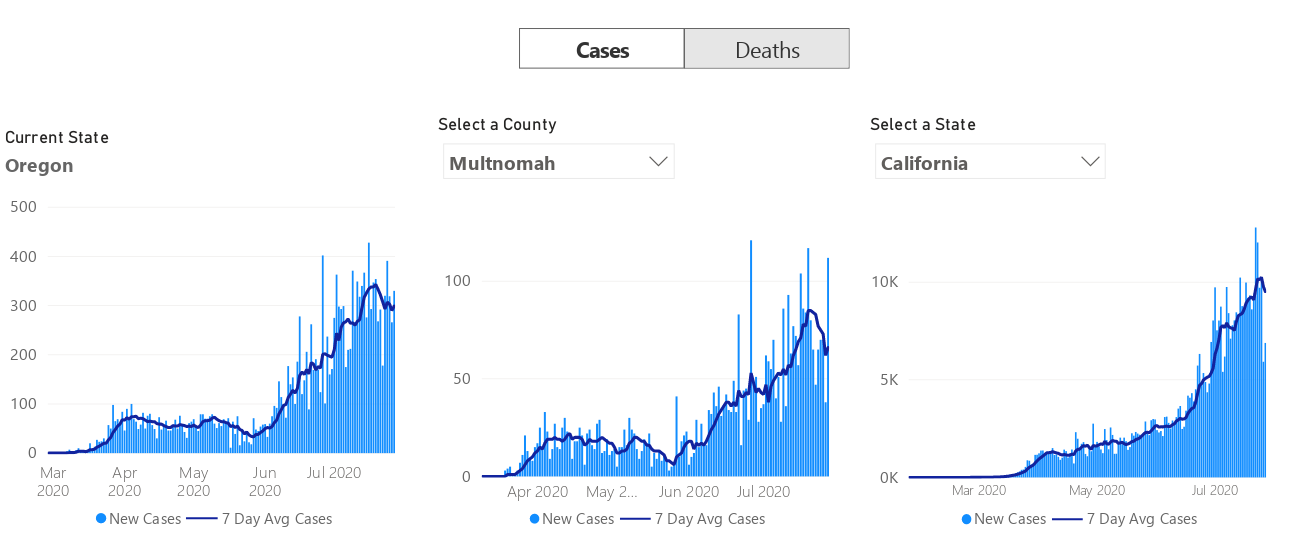 Cases Deaths
Current State
Oregon
500
400
300
200
100
0
Mar 2020
Apr 2020
May 2020
Jun 2020
Jul 2020
New Cases 7 Day Avg Cases
Select a County
Multnomah
100
50
0
Apr 2020 May 2... Jun 2020 Jul 2020
New Cases 7 Day Avg Cases
Select a State
California
10K
5K
0K
Mar 2020 May 2020 Jul 2020
New Cases 7 Day Avg Cases